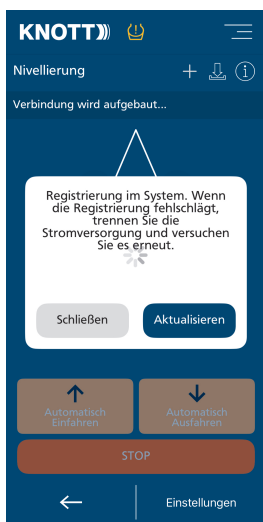 KNOTT
Nivellierung
Verbindung wird aufgebaut...
Registrierung im System. Wenn
die Registrierung fehlschlägt,
trennen Sie die
Stromversorgung und versuchen
Sie es erneut.
Schließen
Aktualisieren
Automatisch
Einfahren
Automatisch
Ausfahren
STOP
Einstellungen